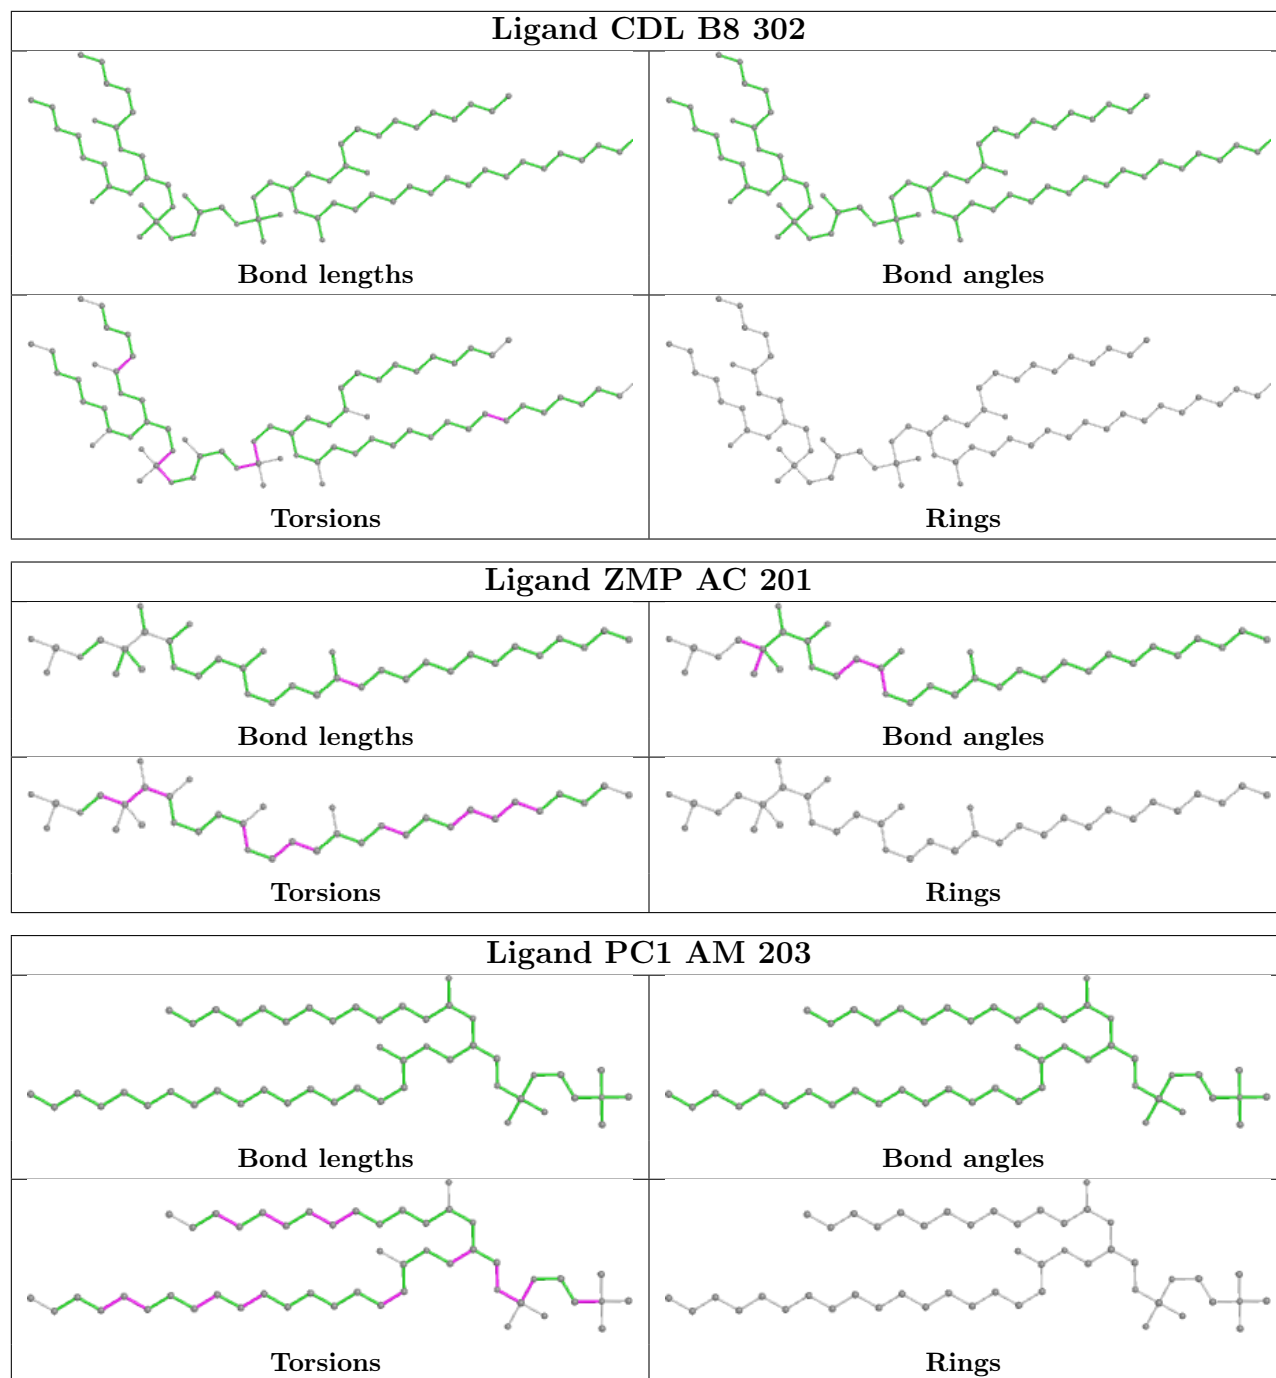 Ligand CDL B8 302
Bond lengths
Bond angles
Torsions
Rings
Ligand ZMP AC 201
Bond lengths
Bond angles
Torsions
Rings
Ligand PC1 AM 203
Bond lengths
Bond angles
Torsions
Rings